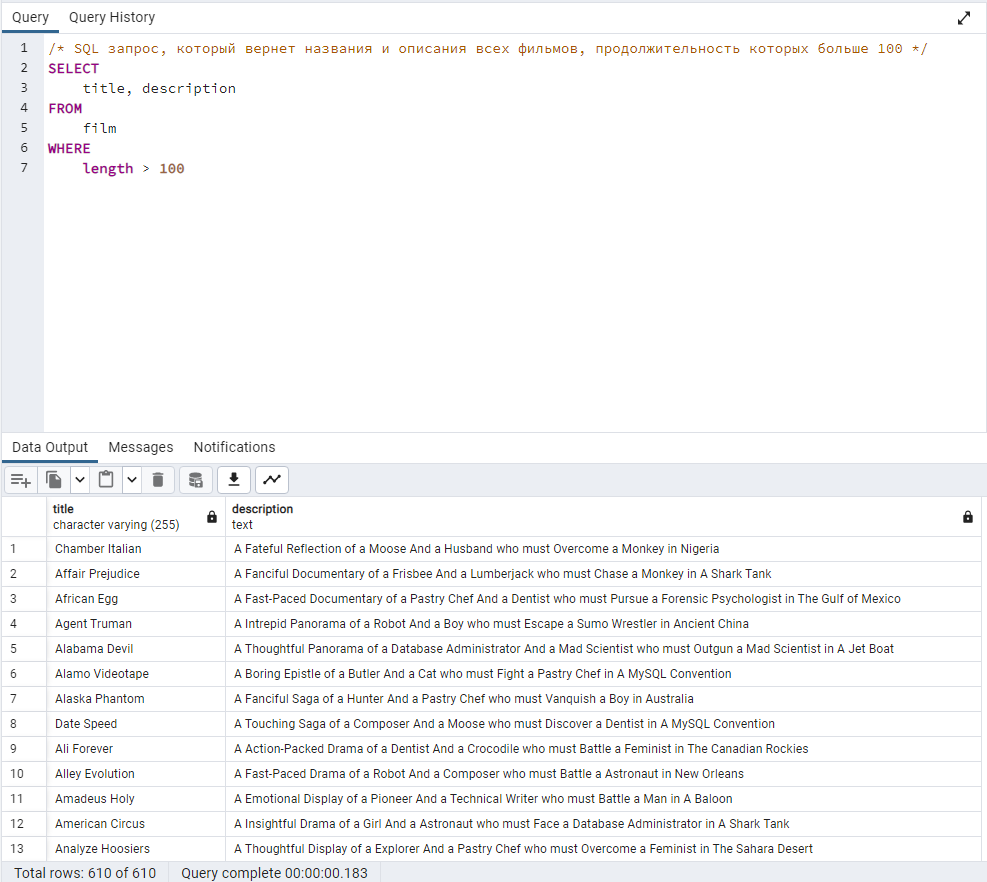 Query Query History
1 /* SQL запрос, который вернет названия и описания всех фильмов, продолжительность которых больше 100 */
2 SELECT
3 title, description
4 FROM
5 film
6 WHERE
7 length > 100
Data Output Messages Notifications
title description
character varying (255) text
1 Chamber Italian A Fateful Reflection of a Moose And a Husband who must Overcome a Monkey in Nigeria
2 Affair Prejudice A Fanciful Documentary of a Frisbee And a Lumberjack who must Chase a Monkey in A Shark Tank
3 African Egg A Fast-Paced Documentary of a Pastry Chef And a Dentist who must Pursue a Forensic Psychologist in The Gulf of Mexico
4 Agent Truman A Intrepid Panorama of a Robot And a Boy who must Escape a Sumo Wrestler in Ancient China
5 Alabama Devil A Thoughtful Panorama of a Database Administrator And a Mad Scientist who must Outgun a Mad Scientist in A Jet Boat
6 Alamo Videotape A Boring Epistle of a Butler And a Cat who must Fight a Pastry Chef in A MySQL Convention
7 Alaska Phantom A Fanciful Saga of a Hunter And a Pastry Chef who must Vanquish a Boy in Australia
8 Date Speed A Touching Saga of a Composer And a Moose who must Discover a Dentist in A MySQL Convention
9 Ali Forever A Action-Packed Drama of a Dentist And a Crocodile who must Battle a Feminist in The Canadian Rockies
10 Alley Evolution A Fast-Paced Drama of a Robot And a Composer who must Battle a Astronaut in New Orleans
11 Amadeus Holy A Emotional Display of a Pioneer And a Technical Writer who must Battle a Man in A Baloon
12 American Circus A Insightful Drama of a Girl And a Astronaut who must Face a Database Administrator in A Shark Tank
13 Analyze Hoosiers A Thoughtful Display of a Explorer And a Pastry Chef who must Overcome a Feminist in The Sahara Desert
Total rows: 610 of 610 Query complete 00:00:00.183